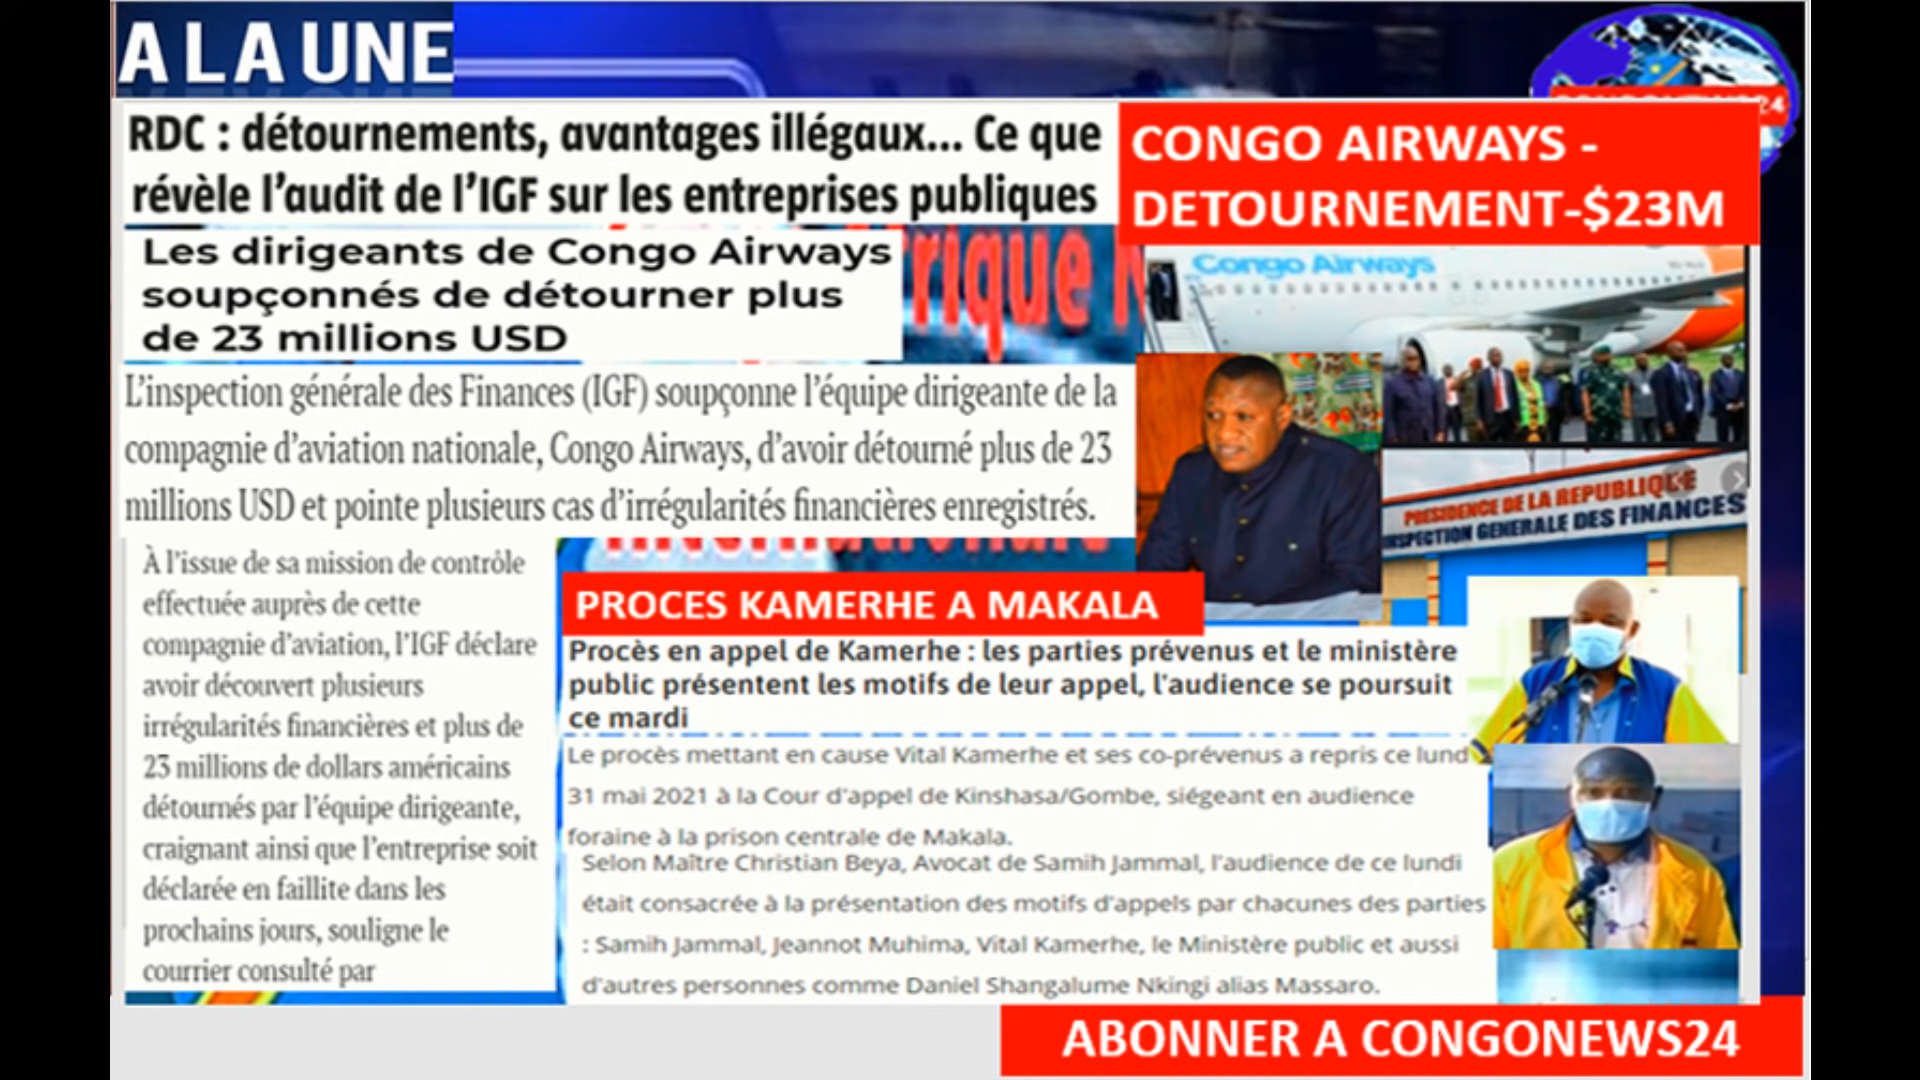 A LA UNE
RDC : détournements, avantages illégaux... Ce que
révèle l'audit de l'IGF sur les entreprises publiques
CONGO AIRWAYS -
DETOURNEMENT-$23M
Les dirigeants de Congo Airways
soupçonnés de détourner plus
de 23 millions USD
Congo Airways
L'inspection générale des Finances (IGF) soupçonne l'équipe dirigeante de la
compagnie d'aviation nationale, Congo Airways, d'avoir détourné plus de 23
millions USD et pointe plusieurs cas d'irrégularités financières enregistrés.
PRESIDENCE DE LA REPUBLIQUE
GENERALE DES FINANCES
À l'issue de sa mission de contrôle
effectuée auprès de cette
compagnie d'aviation, l'IGF déclare
avoir découvert plusieurs
irrégularités financières et plus de
23 millions de dollars américains
détournés par l'équipe dirigeante,
craignant ainsi que l'entreprise soit
déclarée en faillite dans les
prochains jours, souligne le
courrier consulté par
PROCES KAMERHE A MAKALA
Procès en appel de Kamerhe : les parties prévenus et le ministère
public présentent les motifs de leur appel, l'audience se poursuit
ce mardi
Le procès mettant en cause Vital Kamerhe et ses co-prévenus a repris ce lund
31 mai 2021 à la Cour d'appel de Kinshasa/Gombe, siégeant en audience
foraine à la prison centrale de Makala.
Selon Maître Christian Beya, Avocat de Samih Jammal, l'audience de ce lundi
était consacrée à la présentation des motifs d'appels par chacunes des parties
: Samih Jammal, Jeannot Muhima, Vital Kamerhe, le Ministère public et aussi
d'autres personnes comme Daniel Shangalume Nkingi alias Massaro.
ABONNER A CONGONEWS24